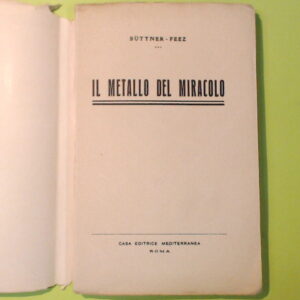 BÜTTNER - FEEZ
IL METALLO DEL MIRACOLO
CASA EDITRICE MEDITERRANEA
ROMA